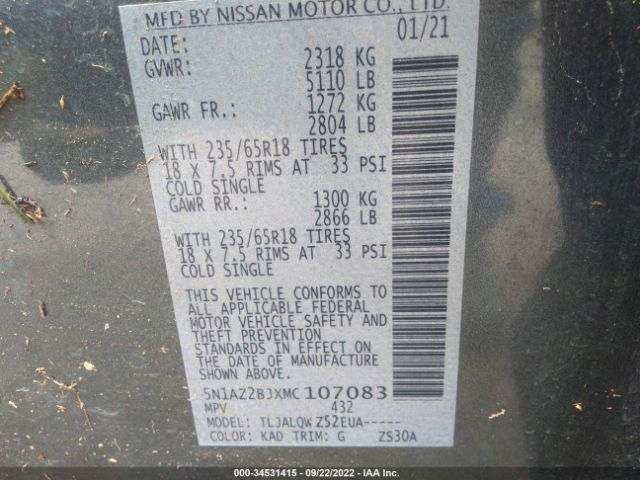 MFD BY NISSAN MOTOR CO., LTD.
DATE: 01/21
GVWR: 2318 KG
5110 LB
GAWR FR.: 1272 KG
2804 LB
WITH 235/65R18 TIRES
18 X 7.5 RIMS AT 33 PSI
COLD SINGLE
GAWR RR.: 1300 KG
2866 LB
WITH 235/65R18 TIRES
18 X 7.5 RIMS AT 33 PSI
COLD SINGLE
THIS VEHICLE CONFORMS TO
ALL APPLICABLE FEDERAL
MOTOR VEHICLE SAFETY AND
THEFT PREVENTION
STANDARDS IN EFFECT ON
THE DATE OF MANUFACTURE
5N1AZ2BJXMC107083
MPV 432
MODEL: TLJALQWZ52EUA-----
COLOR: KAD TRIM: G ZS30A
000-34531415 - 09/22/2022 - IAA Inc.